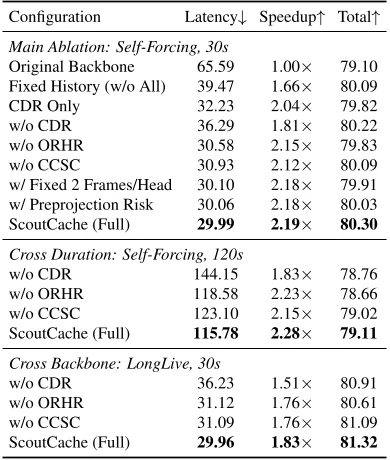 Configuration Latency↓ Speedup↑ Total↑
Main Ablation: Self-Forcing, 30s
Original Backbone 65.59 1.00× 79.10
Fixed History (w/o All) 39.47 1.66× 80.09
CDR Only 32.23 2.04× 79.82
w/o CDR 36.29 1.81× 80.22
w/o ORHR 30.58 2.15× 79.83
w/o CCSC 30.93 2.12× 80.09
w/ Fixed 2 Frames/Head 30.10 2.18× 79.91
w/ Preprojection Risk 30.06 2.18× 80.03
ScoutCache (Full) 29.99 2.19× 80.30
Cross Duration: Self-Forcing, 120s
w/o CDR 144.15 1.83× 78.76
w/o ORHR 118.58 2.23× 78.66
w/o CCSC 123.10 2.15× 79.02
ScoutCache (Full) 115.78 2.28× 79.11
Cross Backbone: LongLive, 30s
w/o CDR 36.23 1.51× 80.91
w/o ORHR 31.12 1.76× 80.61
w/o CCSC 31.09 1.76× 81.09
ScoutCache (Full) 29.96 1.83× 81.32